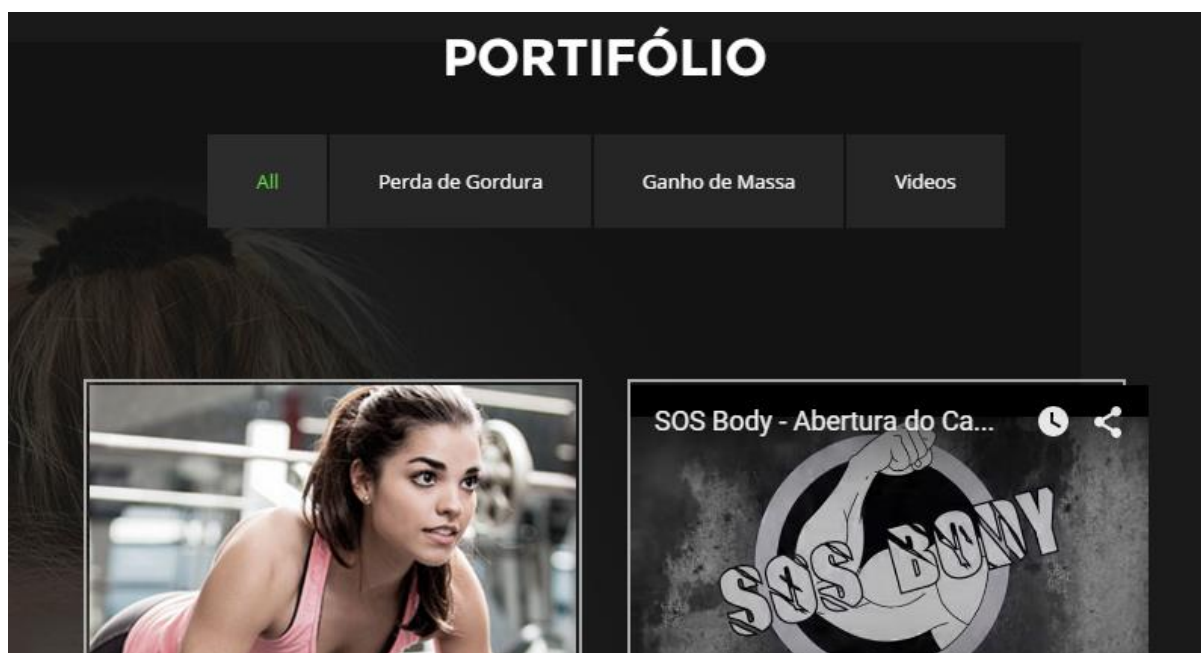 PORTIFÓLIO
All
Perda de Gordura
Ganho de Massa
Videos
SOS Body - Abertura do Ca...
SOS BODY